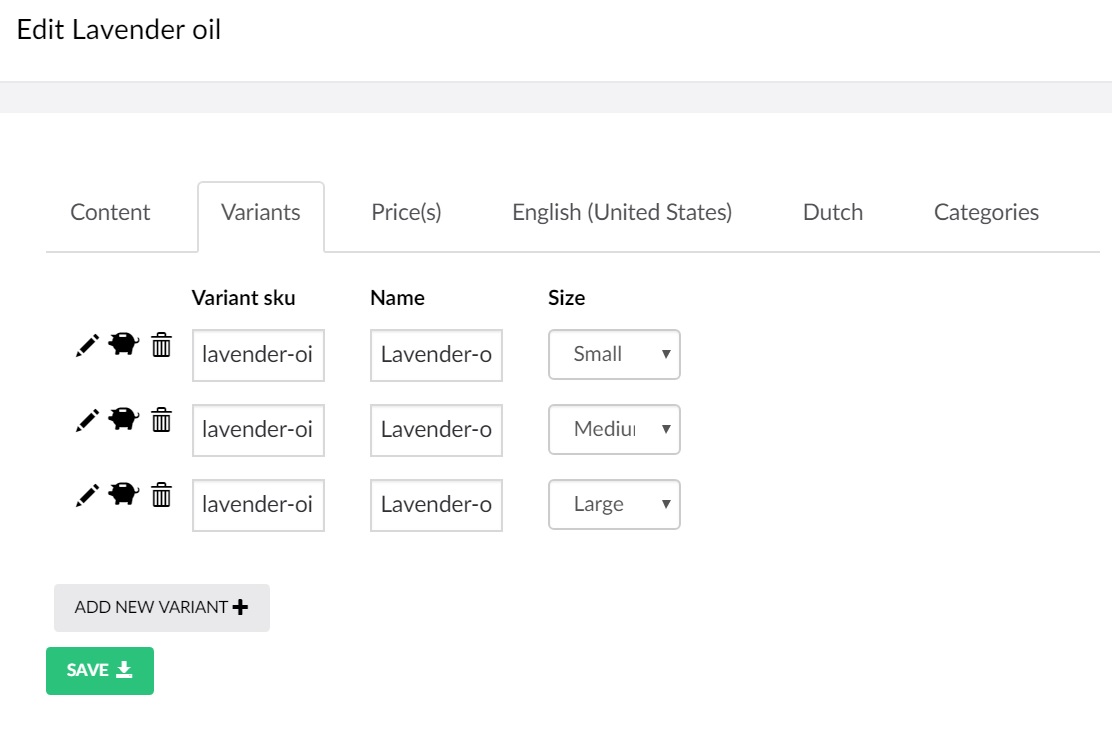 Edit Lavender oil
Content Variants Price(s) English (United States) Dutch Categories
Variant sku Name Size
lavender-oi Lavender-o Small
lavender-oi Lavender-o Mediu
lavender-oi Lavender-o Large
ADD NEW VARIANT
SAVE